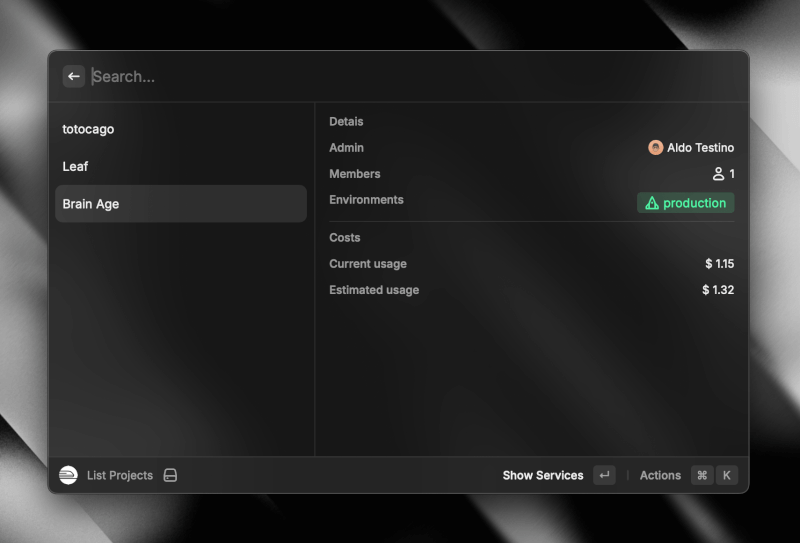 Search...
totocago
Leaf
Brain Age
Detais
Admin Aldo Testino
Members 1
Environments production
Costs
Current usage $ 1.15
Estimated usage $ 1.32
List Projects Show Services ↵ Actions ⌘ K